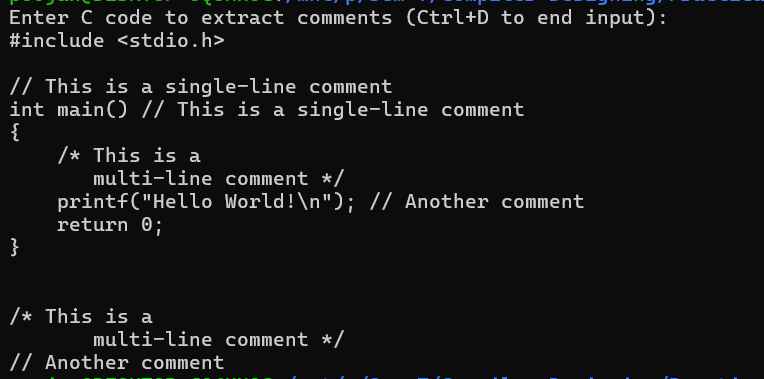 Enter C code to extract comments (Ctrl+D to end input):
#include <stdio.h>
// This is a single-line comment
int main() // This is a single-line comment
{
/* This is a
multi-line comment */
printf("Hello World!\n"); // Another comment
return 0;
}
/* This is a
multi-line comment */
// Another comment